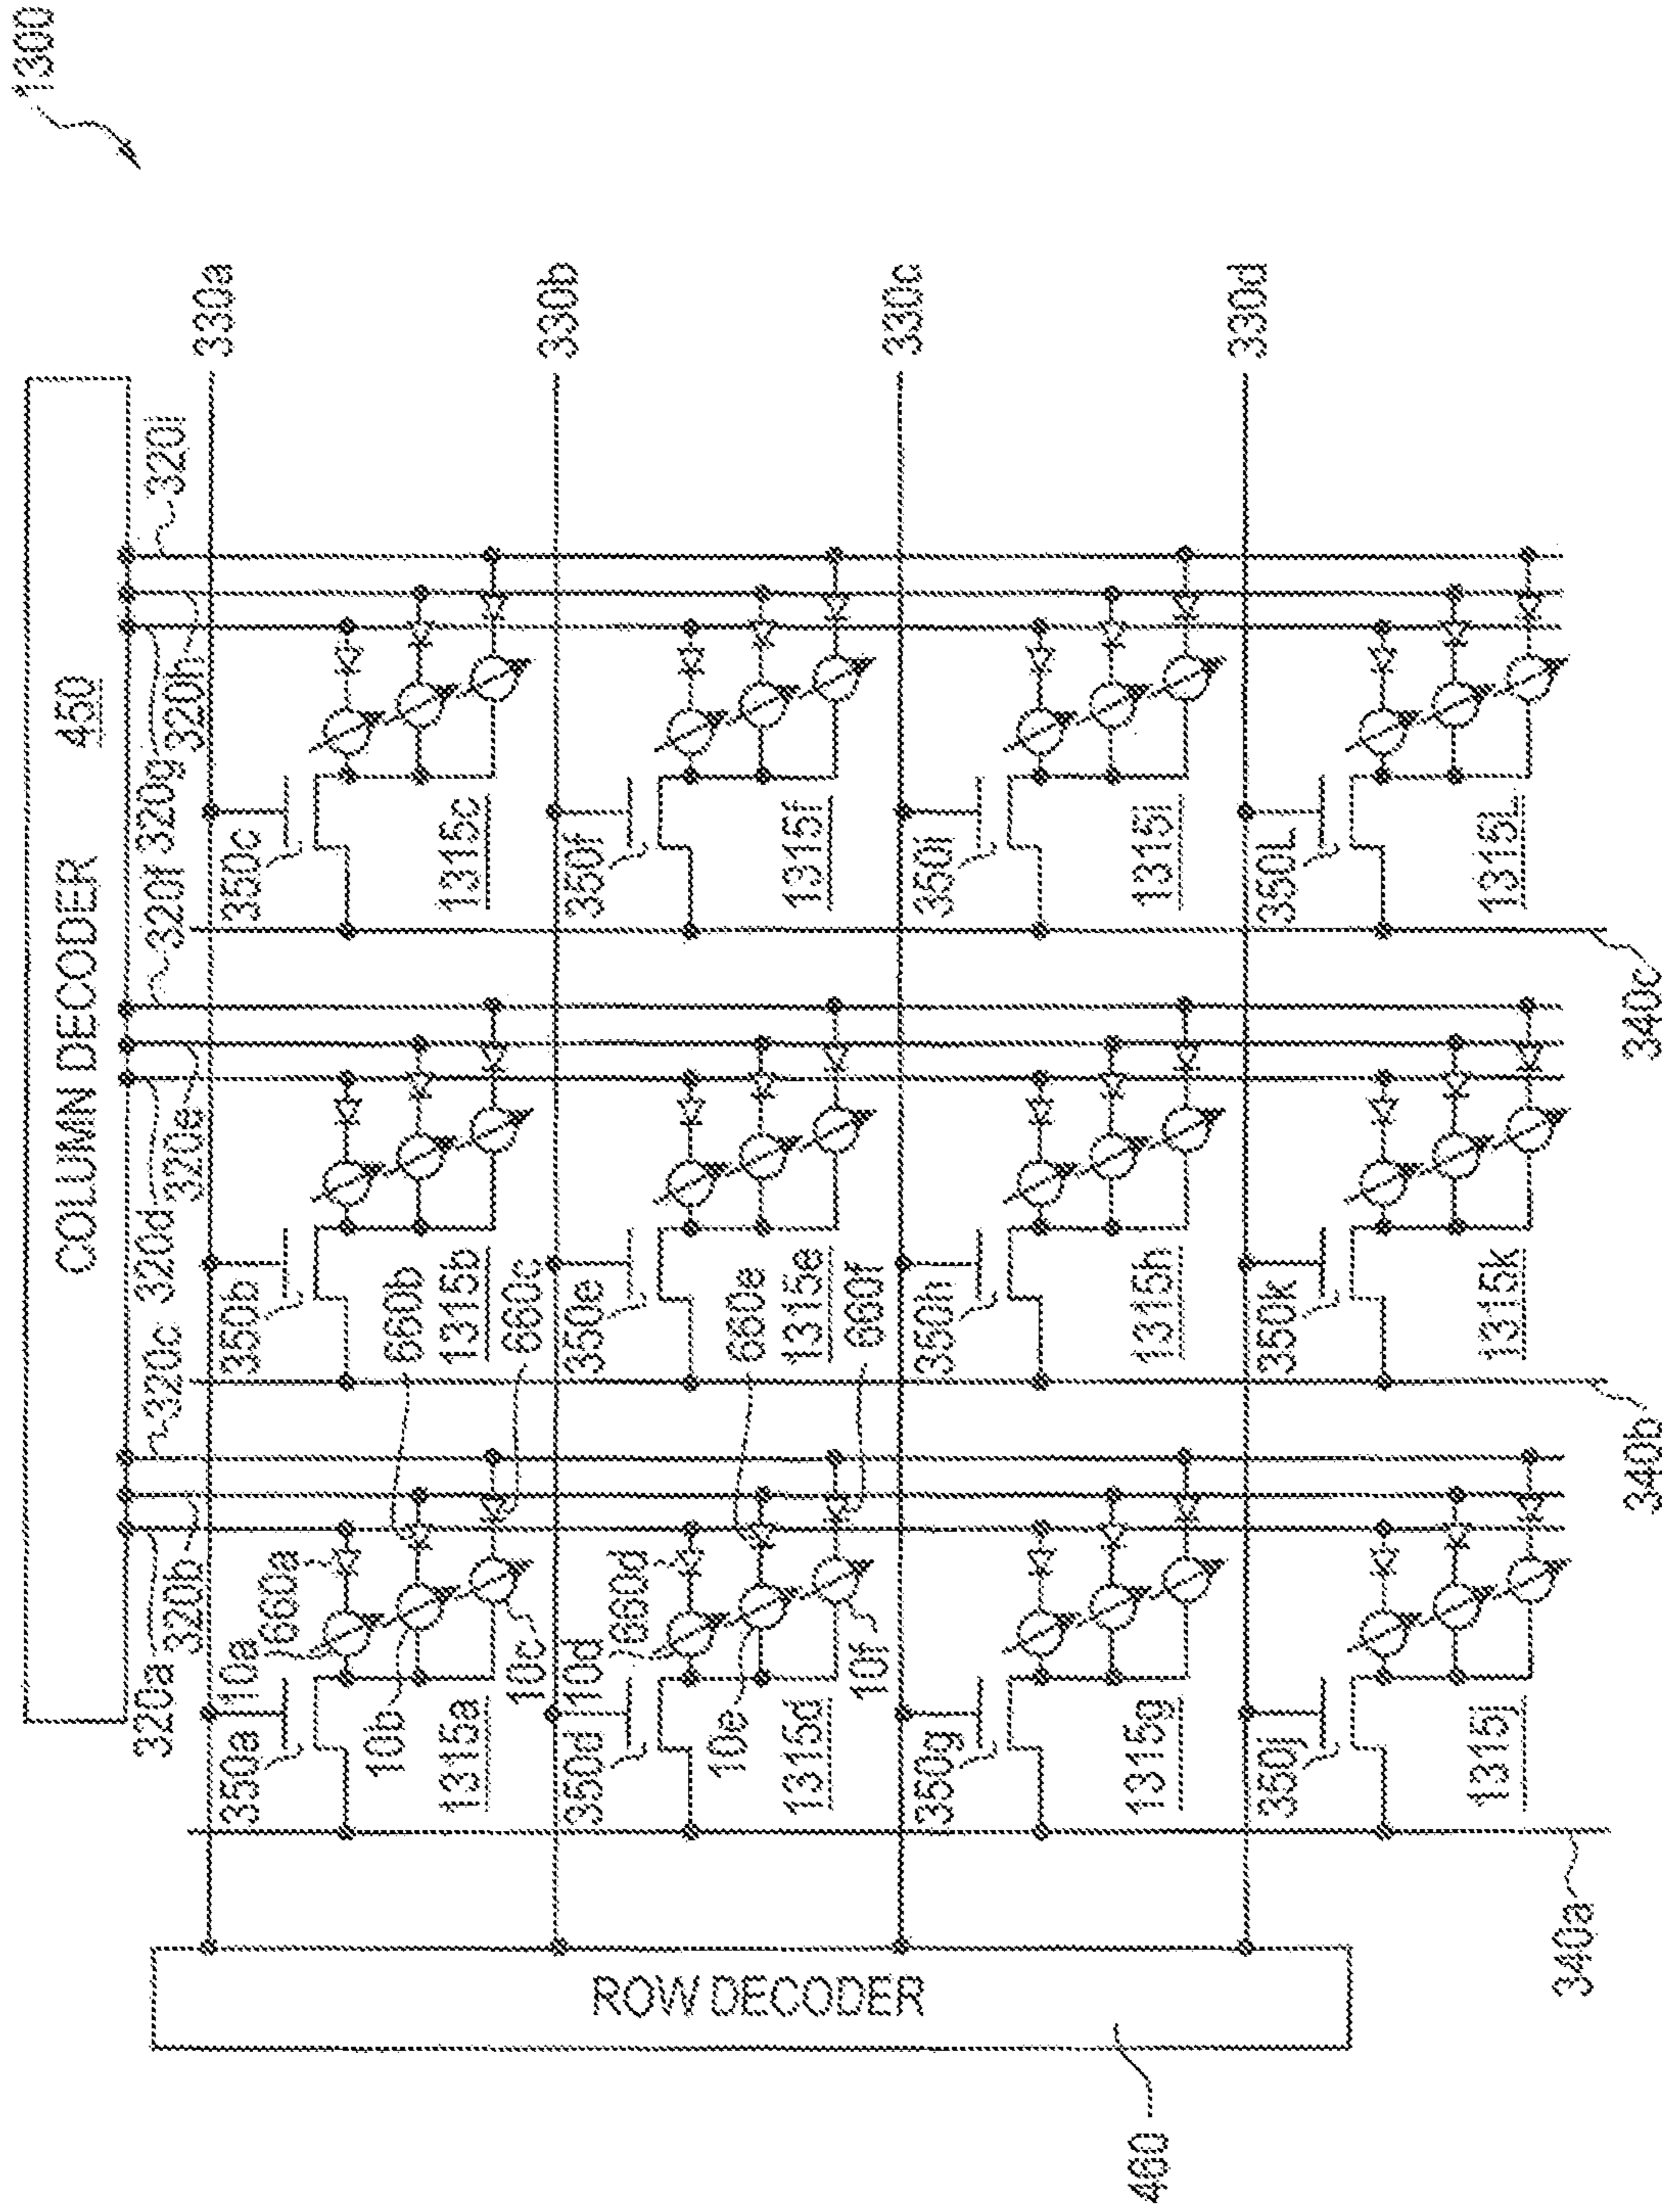 1300
COLUMN DECODER 450
320a 320b 320c 320d 320e 320f 320g 320h 320i
330a
350a 10a 660a 350b 350c
10b 660b
1315a 1315b 1315c
10c 660c
330b
350d 10d 660d 350e 350f
10e 660e
1315d 1315e 1315f
10f 660f
330c
350g 350h 350i
1315g 1315h 1315i
330d
350j 350k 350L
1315j 1315k 1315L
ROW DECODER
460
340a 340b 340c